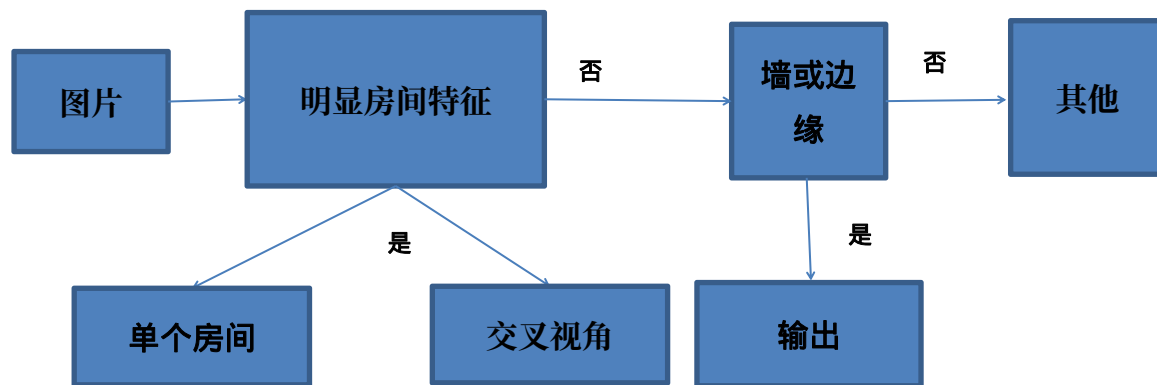 图片
明显房间特征
否
墙或边
缘
否
其他
是
是
单个房间
交叉视角
输出